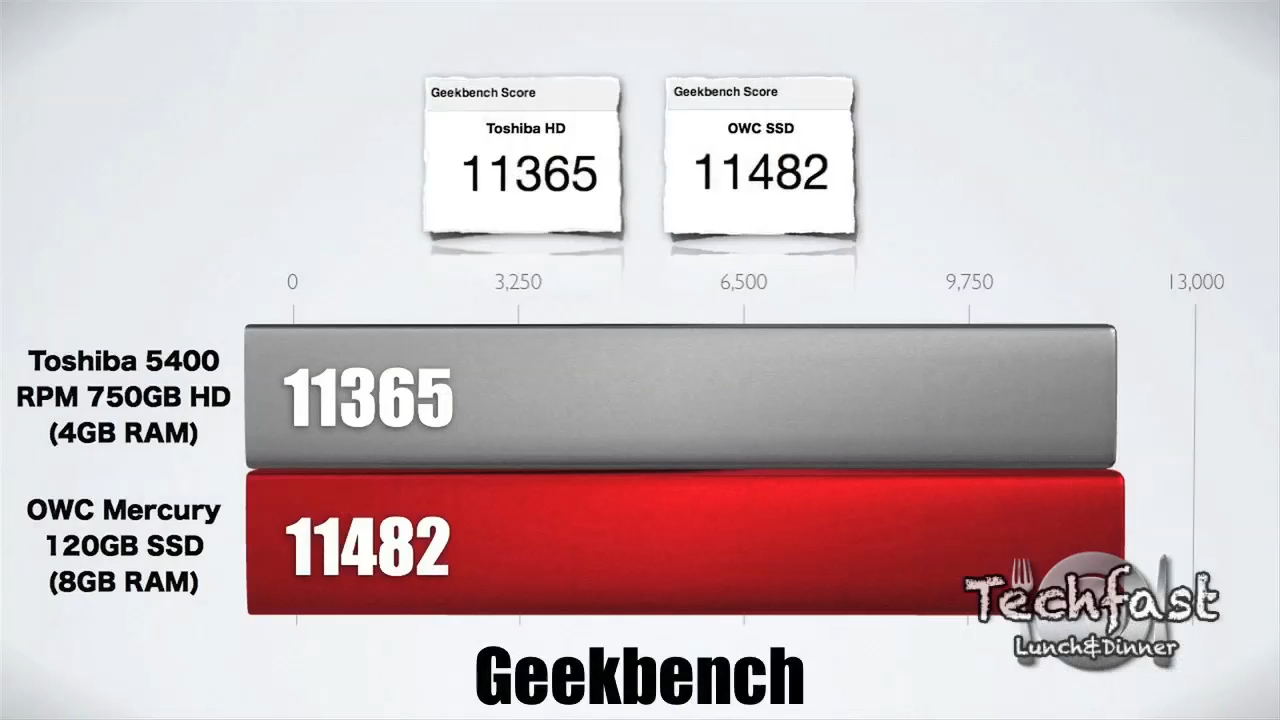 Geekbench Score
Toshiba HD
11365
Geekbench Score
OWC SSD
11482
0 3,250 6,500 9,750 13,000
Toshiba 5400
RPM 750GB HD
(4GB RAM)
11365
OWC Mercury
120GB SSD
(8GB RAM)
11482
Techfast
Lunch&Dinner
Geekbench